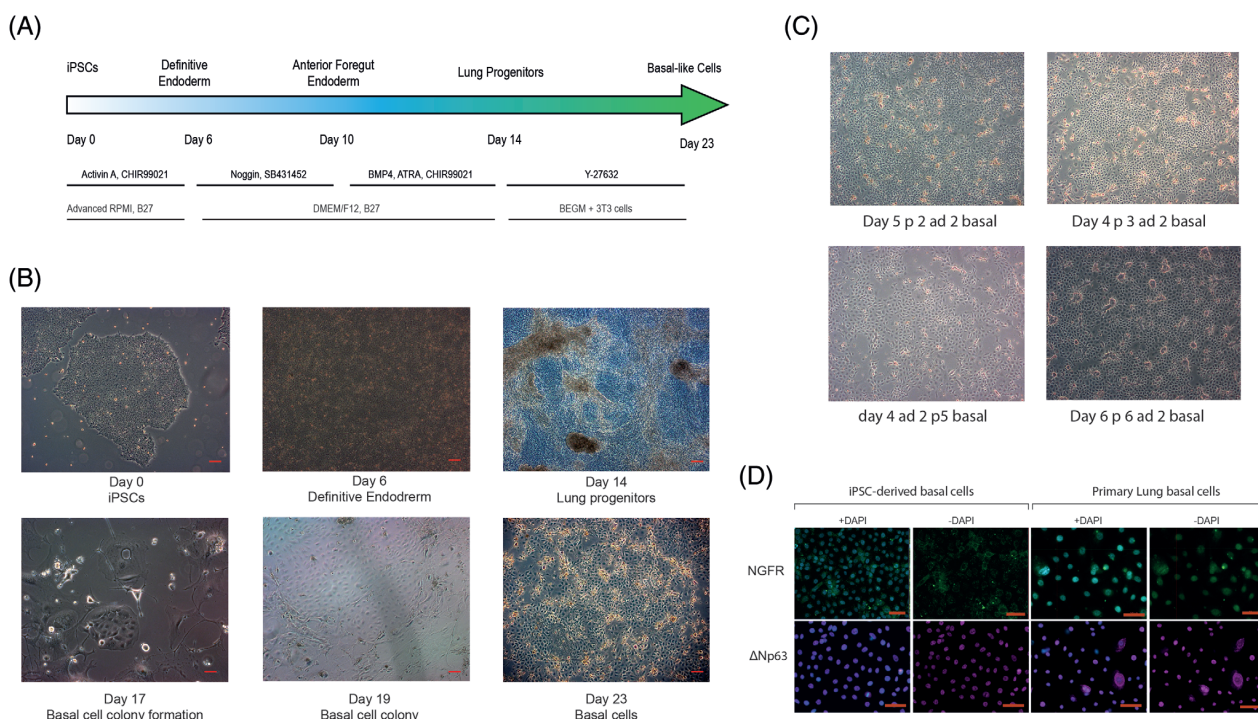 (A)
iPSCs
Definitive
Endoderm
Anterior Foregut
Endoderm
Lung Progenitors
Basal-like Cells
Day 0
Day 6
Day 10
Day 14
Day 23
Activin A, CHIR99021
Noggin, SB431452
BMP4, ATRA, CHIR99021
Y-27632
Advanced RPMI, B27
DMEM/F12, B27
BEGM + 3T3 cells
(B)
Day 0
iPSCs
Day 6
Definitive Endodrerm
Day 14
Lung progenitors
Day 17
Basal cell colony formation
Day 19
Basal cell colony
Day 23
Basal cells
(C)
Day 5 p 2 ad 2 basal
Day 4 p 3 ad 2 basal
day 4 ad 2 p5 basal
Day 6 p 6 ad 2 basal
(D)
iPSC-derived basal cells
Primary Lung basal cells
+DAPI
-DAPI
+DAPI
-DAPI
NGFR
ΔNp63